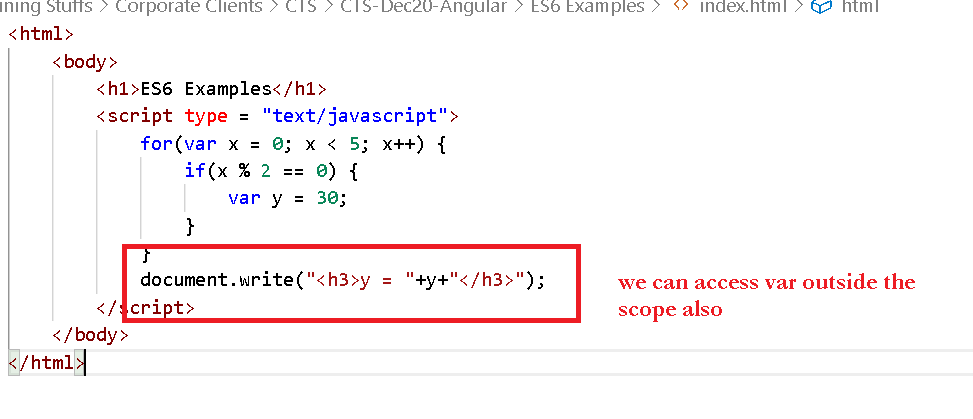 ining Stuffs > Corporate Clients > CTS > CTS-Dec20-Angular > ES6 Examples > <> index.html > html
<html>
<body>
<h1>ES6 Examples</h1>
<script type = "text/javascript">
for(var x = 0; x < 5; x++) {
if(x % 2 == 0) {
var y = 30;
}
}
document.write("<h3>y = "+y+"</h3>");
we can access var outside the
scope also
</script>
</body>
</html>